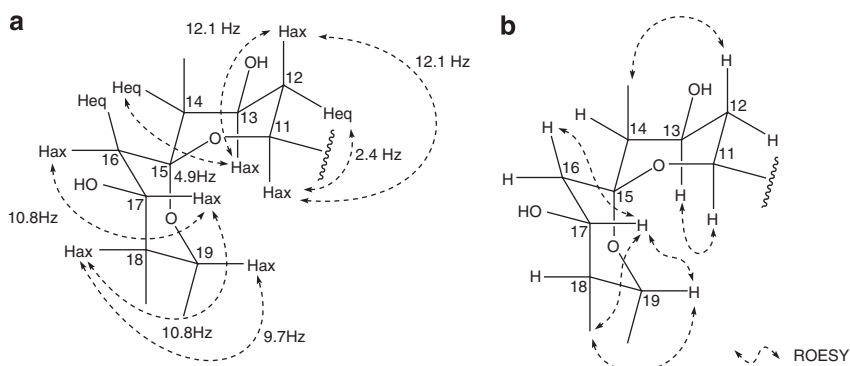 a
12.1 Hz
Hax
12.1 Hz
OH
12
Heq
14
Heq
13
Heq
O
11
Hax
16
15
4.9Hz
Hax
2.4 Hz
HO
17
Hax
Hax
10.8Hz
O
Hax
19
Hax
18
10.8Hz
9.7Hz
b
H
OH
12
H
14
13
H
H
16
O
11
H
15
H
H
HO
17
H
O
H
18
19
H
ROESY